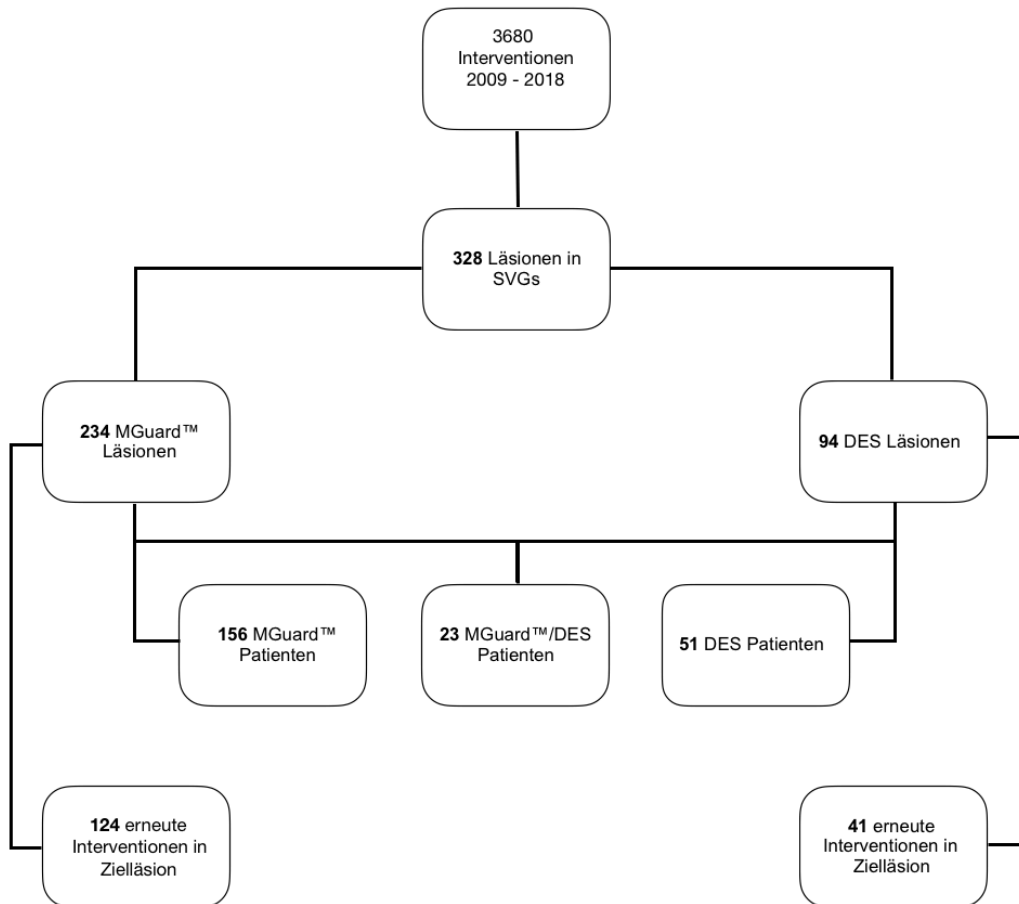 3680
Interventionen
2009 - 2018
328 Läsionen in
SVGs
234 MGuard™
Läsionen
94 DES Läsionen
156 MGuard™
Patienten
23 MGuard™/DES
Patienten
51 DES Patienten
124 erneute
Interventionen in
Zielläsion
41 erneute
Interventionen in
Zielläsion